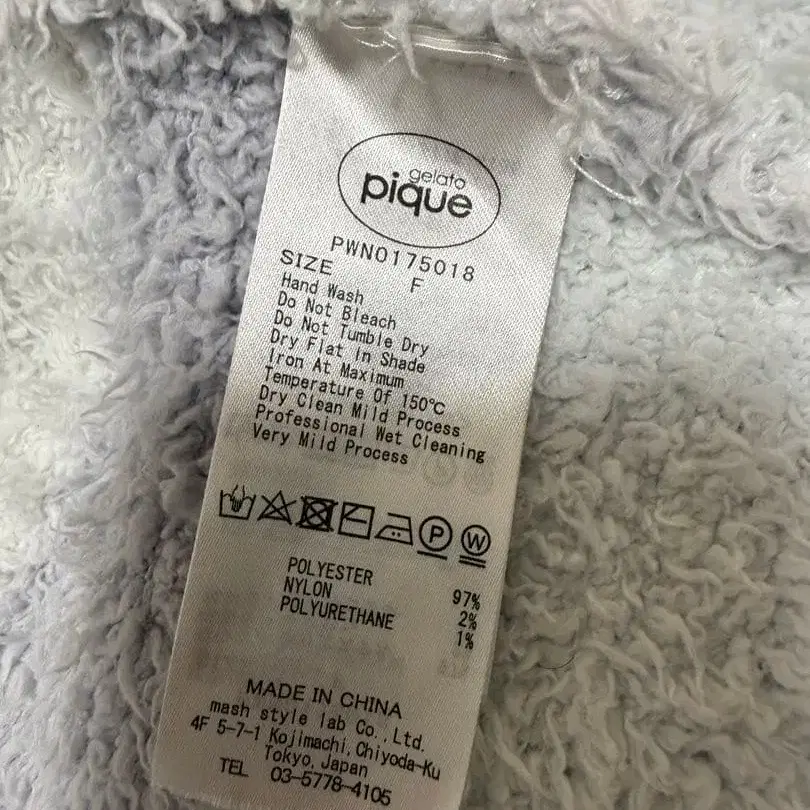 gelato
pique
PWNO175018
SIZE F
Hand Wash
Do Not Bleach
Do Not Tumble Dry
Dry Flat In Shade
Iron At Maximum
Temperature Of 150℃
Dry Clean Mild Process
Professional Wet Cleaning
Very Mild Process
P W
POLYESTER 97%
NYLON 2%
POLYURETHANE 1%
MADE IN CHINA
mash style lab Co.,Ltd.
4F 5-7-1 Kojimachi,Chiyoda-Ku
Tokyo,Japan
TEL 03-5778-4105